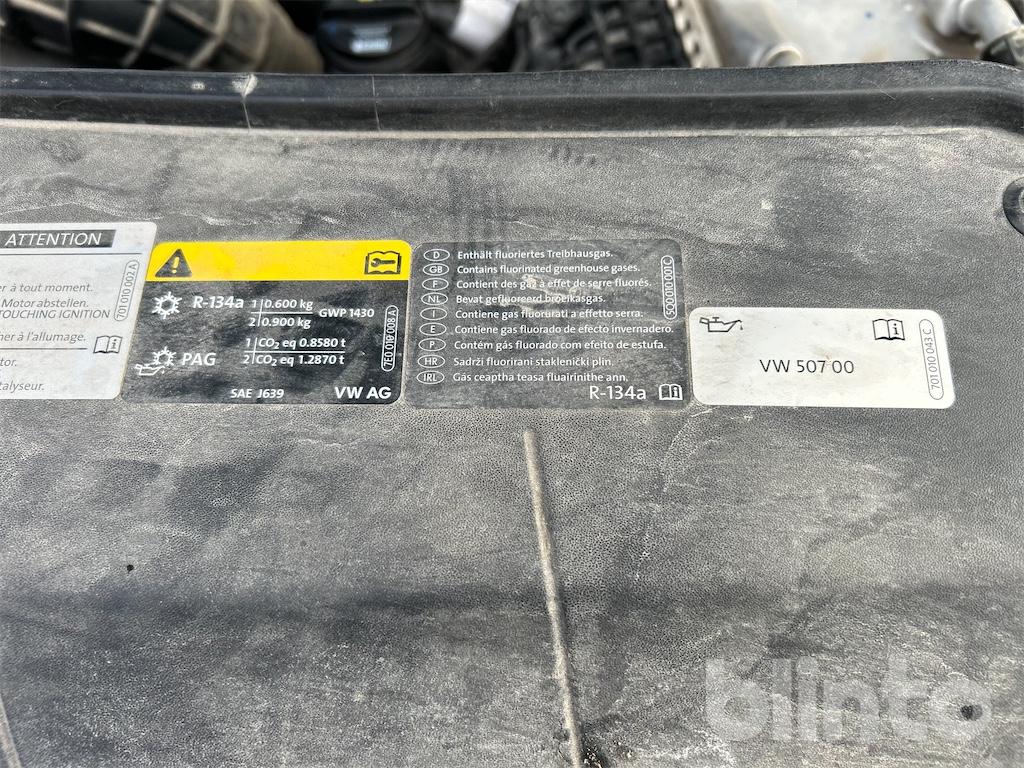 ATTENTION
er à tout moment.
Motor abstellen.
TOUCHING IGNITION
her à l'allumage.
tor.
talyseur.
701 010 002 A
R-134a 1 0.600 kg
2 0.900 kg
GWP 1430
1 CO₂ eq 0.8580 t
PAG 2 CO₂ eq 1.2870 t
SAE J639 VW AG
7E0 010 008 A
D Enthält fluoriertes Treibhausgas.
GB Contains fluorinated greenhouse gases.
F Contient des gaz à effet de serre fluorés.
NL Bevat gefluoreerd broeikasgas.
I Contiene gas fluorurati a effetto serra.
E Contiene gas fluorado de efecto invernadero.
P Contém gás fluorado com efeito de estufa.
HR Sadrži fluorirani staklenički plin.
IRL Gás ceaptha teasa fluairínithe ann.
R-134a
5Q0 010 001 C
VW 507 00
701 010 043 C
blinto